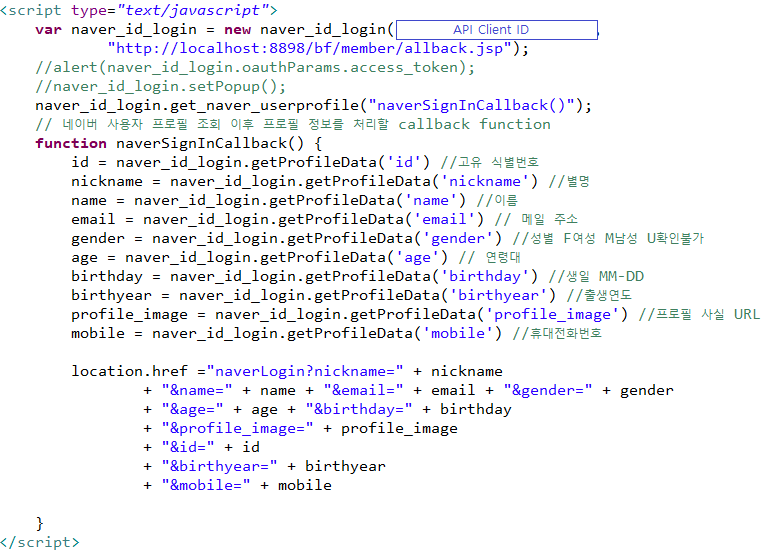 <script type="text/javascript">
var naver_id_login = new naver_id_login( API Client ID ,
"http://localhost:8898/bf/member/allback.jsp");
//alert(naver_id_login.oauthParams.access_token);
//naver_id_login.setPopup();
naver_id_login.get_naver_userprofile("naverSignInCallback()");
// 네이버 사용자 프로필 조회 이후 프로필 정보를 처리할 callback function
function naverSignInCallback() {
id = naver_id_login.getProfileData('id') //고유 식별번호
nickname = naver_id_login.getProfileData('nickname') //별명
name = naver_id_login.getProfileData('name') //이름
email = naver_id_login.getProfileData('email') // 메일 주소
gender = naver_id_login.getProfileData('gender') //성별 F여성 M남성 U확인불가
age = naver_id_login.getProfileData('age') // 연령대
birthday = naver_id_login.getProfileData('birthday') //생일 MM-DD
birthyear = naver_id_login.getProfileData('birthyear') //출생연도
profile_image = naver_id_login.getProfileData('profile_image') //프로필 사실 URL
mobile = naver_id_login.getProfileData('mobile') //휴대전화번호
location.href ="naverLogin?nickname=" + nickname
+ "&name=" + name + "&email=" + email + "&gender=" + gender
+ "&age=" + age + "&birthday=" + birthday
+ "&profile_image=" + profile_image
+ "&id=" + id
+ "&birthyear=" + birthyear
+ "&mobile=" + mobile
}
</script>